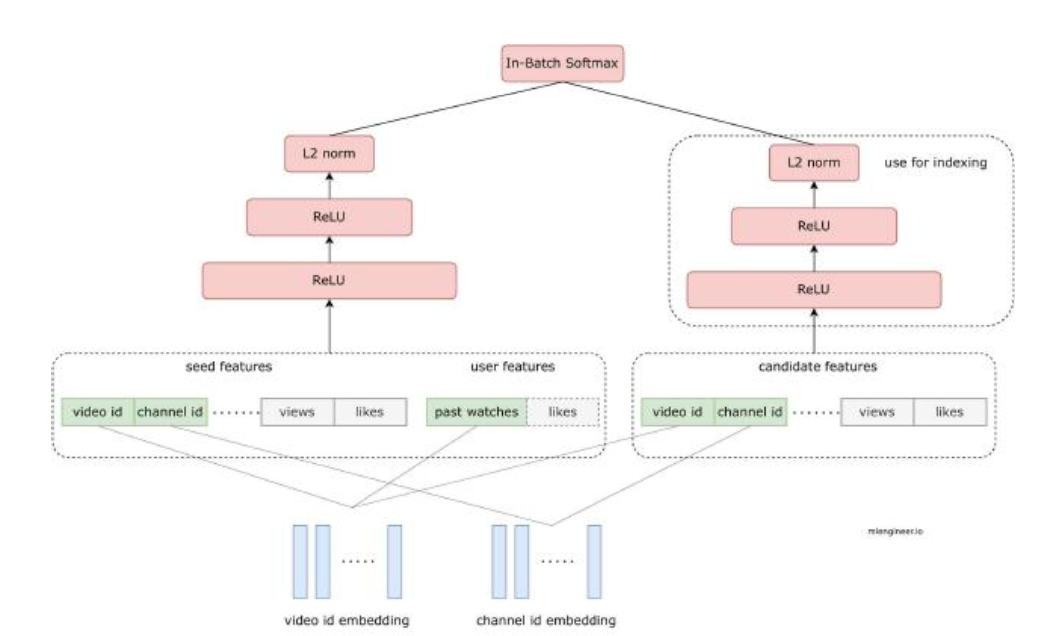 In-Batch Softmax
L2 norm
L2 norm
use for indexing
ReLU
ReLU
ReLU
ReLU
seed features
user features
candidate features
video id channel id ...... views likes
past watches likes
video id channel id ...... views likes
mlengineer.io
.....
.....
video id embedding
channel id embedding